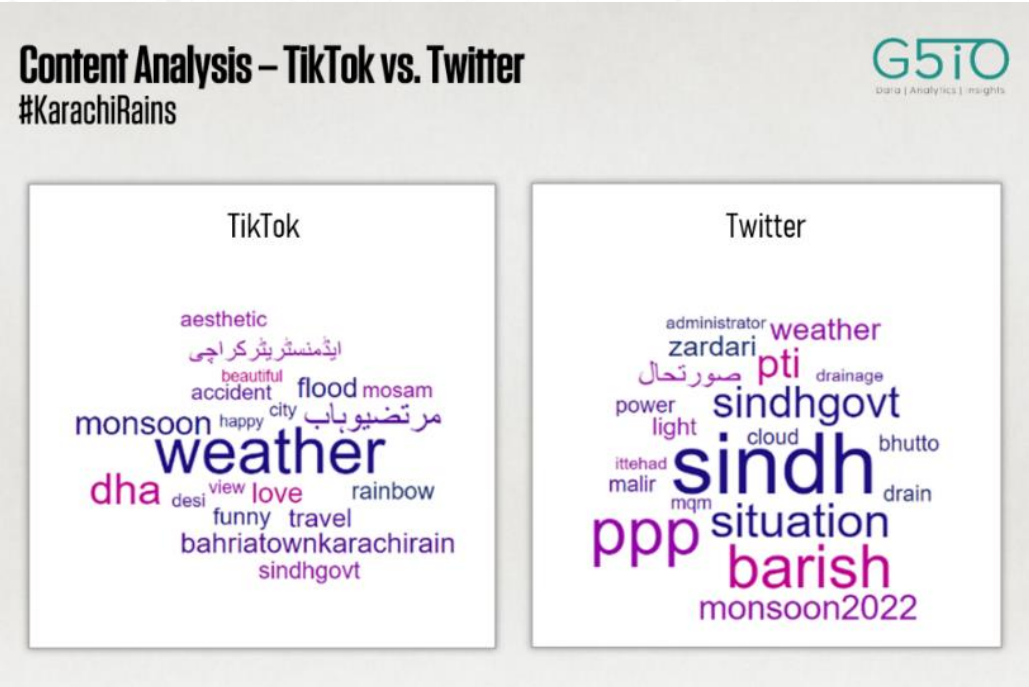 Content Analysis – TikTok vs. Twitter
#KarachiRains
G5iO
Data | Analytics | Insights
TikTok
aesthetic
ایڈمنسٹریٹرکراچی
beautiful
accident
flood
mosam
monsoon
happy
city
مرتضیوہاب
weather
dha
desi
view
love
rainbow
funny
travel
bahriatownkarachirain
sindhgovt
Twitter
administrator
weather
zardari
صورتحال
pti
drainage
power
sindhgovt
light
cloud
bhutto
ittehad
sindh
malir
mqm
drain
ppp
situation
barish
monsoon2022